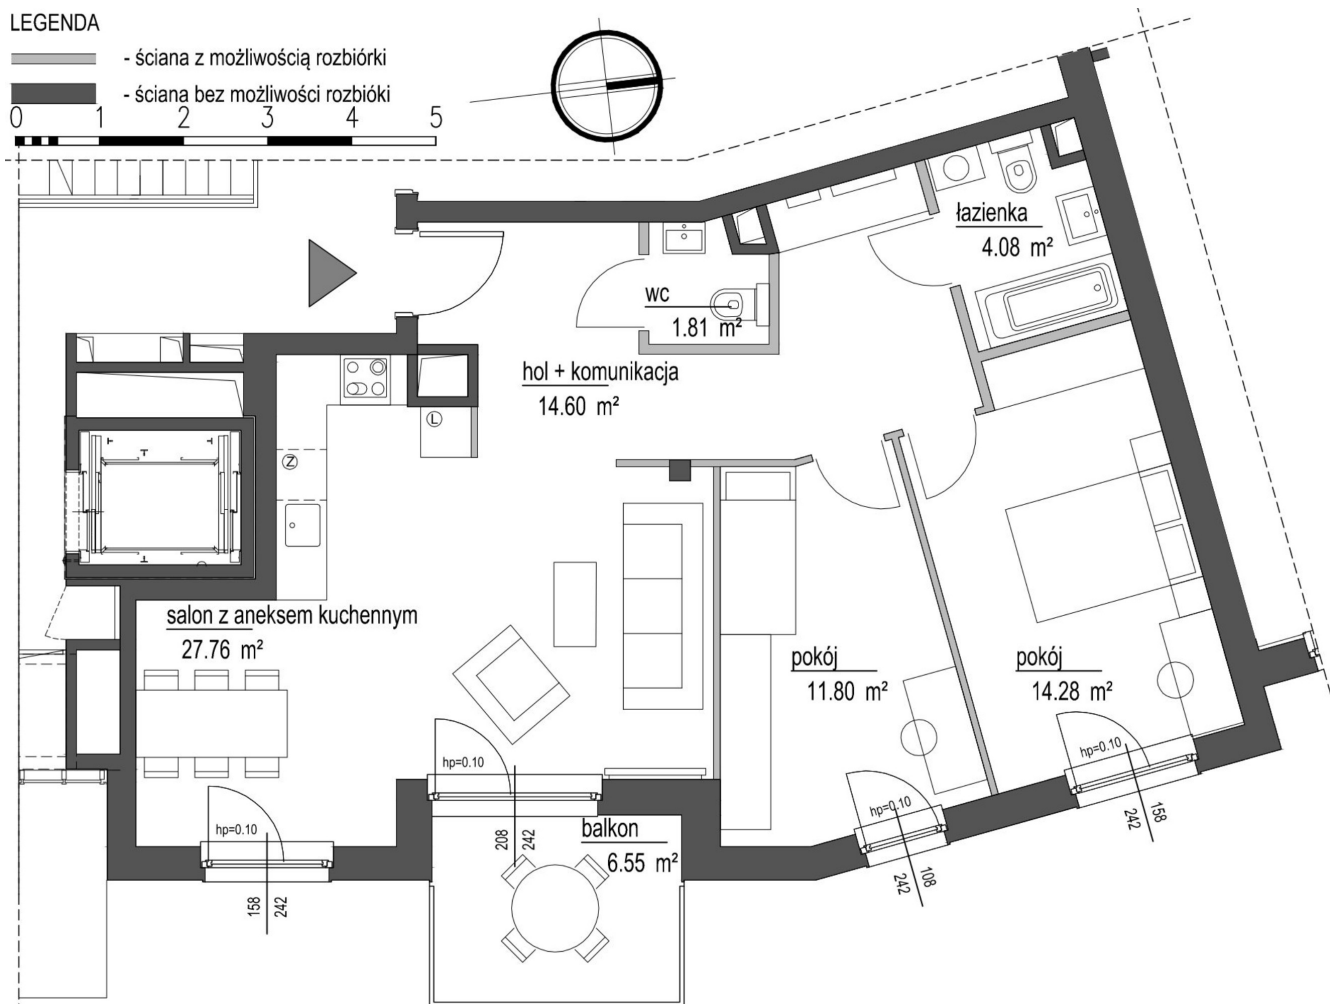 LEGENDA
- ściana z możliwością rozbiórki
- ściana bez możliwości rozbióki
0 1 2 3 4 5
łazienka
4.08 m²
wc
1.81 m²
hol + komunikacja
14.60 m²
L
Z
salon z aneksem kuchennym
27.76 m²
pokój
11.80 m²
pokój
14.28 m²
hp=0.10
hp=0.10
hp=0.10
hp=0.10
balkon
6.55 m²
208
242
158
242
108
242
158
242